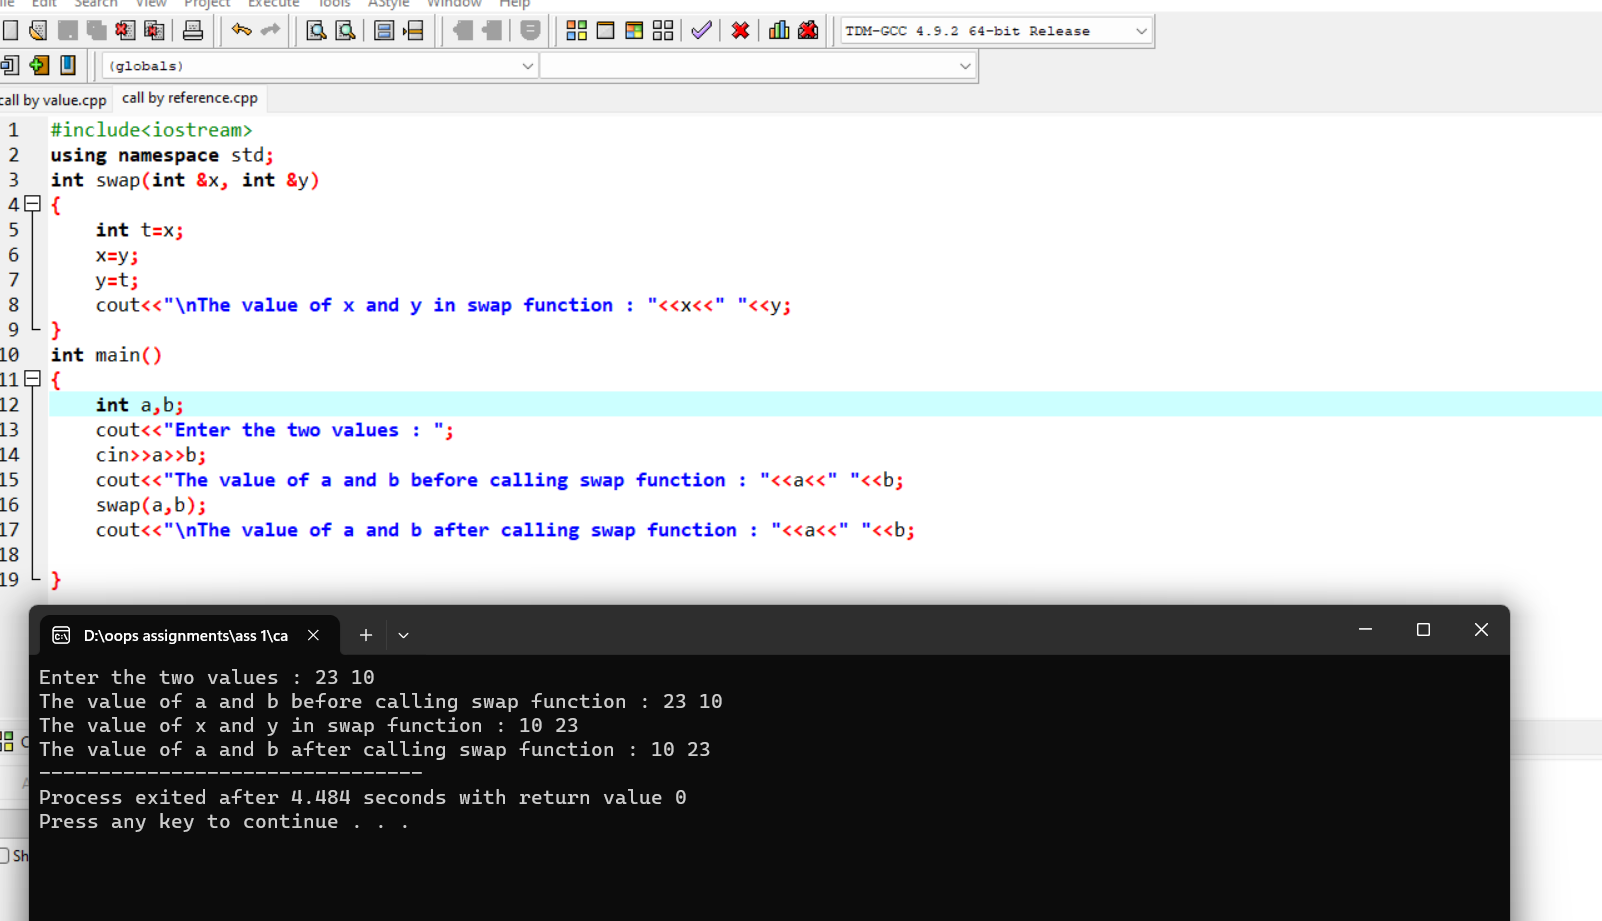 Edit Search View Project Execute Tools AStyle Window Help
TDM-GCC 4.9.2 64-bit Release
(globals)
call by value.cpp call by reference.cpp
1 #include<iostream>
2 using namespace std;
3 int swap(int &x, int &y)
4 {
5 int t=x;
6 x=y;
7 y=t;
8 cout<<"\nThe value of x and y in swap function : "<<x<<" "<<y;
9 }
10 int main()
11 {
12 int a,b;
13 cout<<"Enter the two values : ";
14 cin>>a>>b;
15 cout<<"The value of a and b before calling swap function : "<<a<<" "<<b;
16 swap(a,b);
17 cout<<"\nThe value of a and b after calling swap function : "<<a<<" "<<b;
18
19 }
D:\oops assignments\ass 1\ca
Enter the two values : 23 10
The value of a and b before calling swap function : 23 10
The value of x and y in swap function : 10 23
The value of a and b after calling swap function : 10 23
--------------------------------
Process exited after 4.484 seconds with return value 0
Press any key to continue . . .
Sh